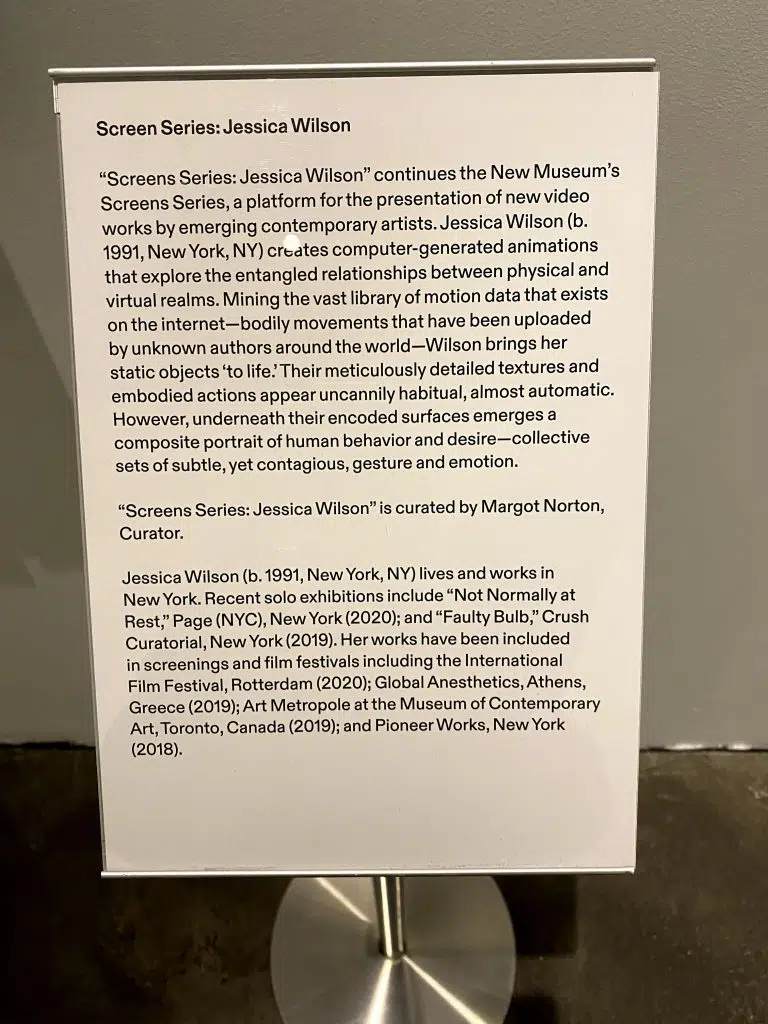 Screen Series: Jessica Wilson
“Screens Series: Jessica Wilson” continues the New Museum’s
Screens Series, a platform for the presentation of new video
works by emerging contemporary artists. Jessica Wilson (b.
1991, New York, NY) creates computer-generated animations
that explore the entangled relationships between physical and
virtual realms. Mining the vast library of motion data that exists
on the internet—bodily movements that have been uploaded
by unknown authors around the world—Wilson brings her
static objects ‘to life.’ Their meticulously detailed textures and
embodied actions appear uncannily habitual, almost automatic.
However, underneath their encoded surfaces emerges a
composite portrait of human behavior and desire—collective
sets of subtle, yet contagious, gesture and emotion.
“Screens Series: Jessica Wilson” is curated by Margot Norton,
Curator.
Jessica Wilson (b. 1991, New York, NY) lives and works in
New York. Recent solo exhibitions include “Not Normally at
Rest,” Page (NYC), New York (2020); and “Faulty Bulb,” Crush
Curatorial, New York (2019). Her works have been included
in screenings and film festivals including the International
Film Festival, Rotterdam (2020); Global Anesthetics, Athens,
Greece (2019); Art Metropole at the Museum of Contemporary
Art, Toronto, Canada (2019); and Pioneer Works, New York
(2018).